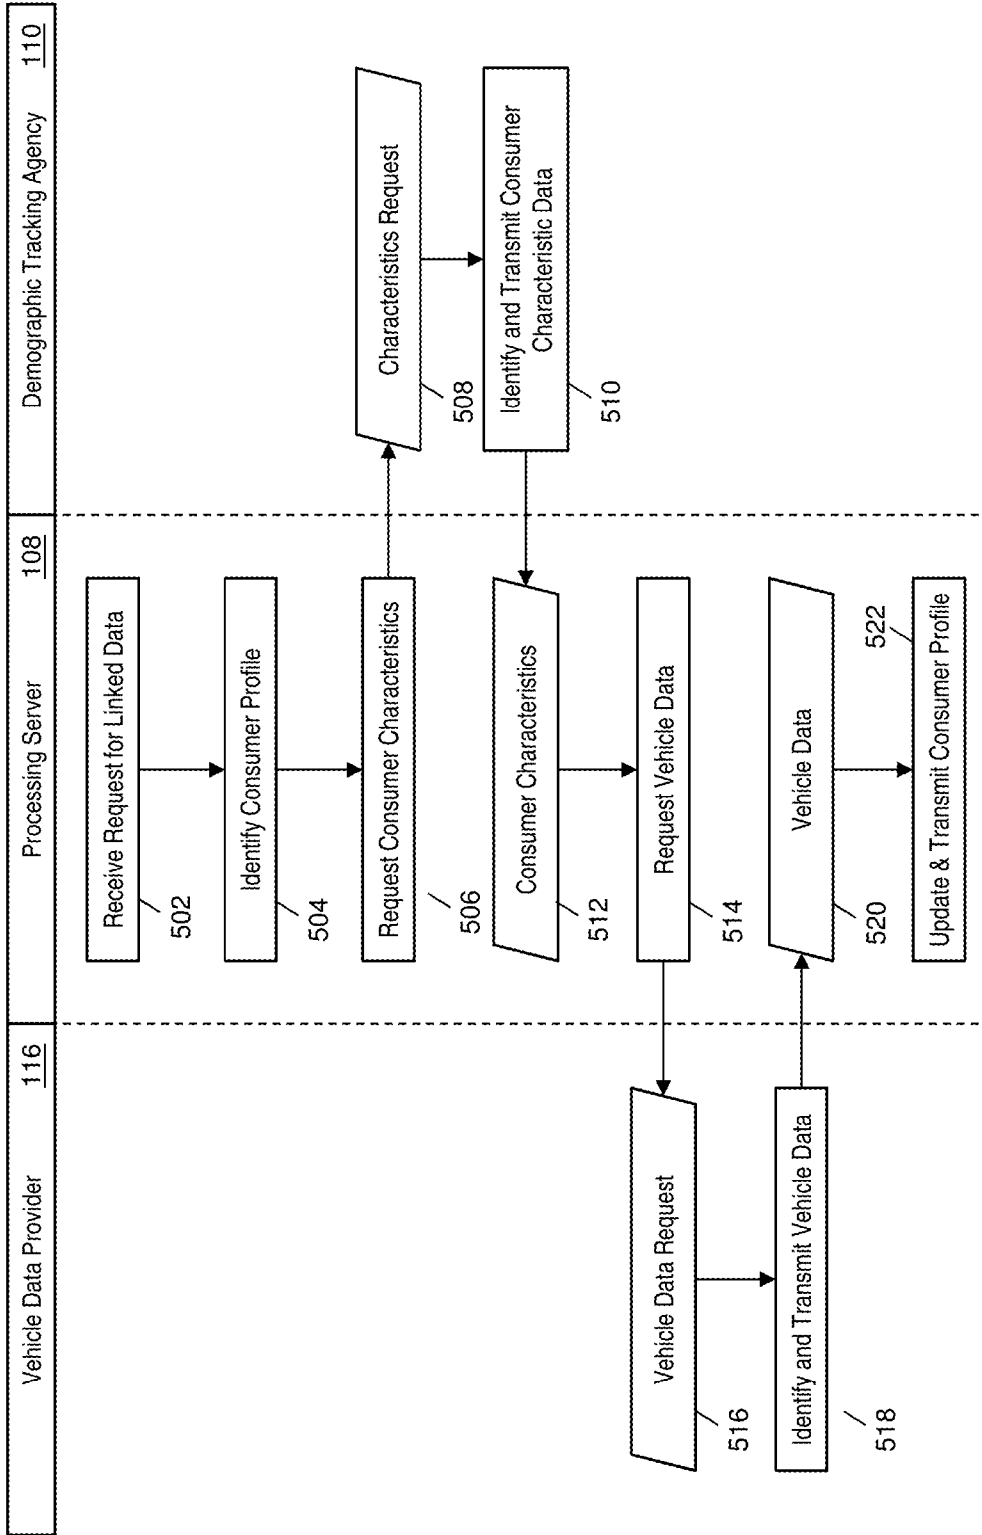 Vehicle Data Provider 116
Processing Server 108
Demographic Tracking Agency 110
Receive Request for Linked Data
502
Identify Consumer Profile
504
Request Consumer Characteristics
506
Characteristics Request
508
Identify and Transmit Consumer
Characteristic Data
510
Consumer Characteristics
512
Request Vehicle Data
514
Vehicle Data Request
516
Identify and Transmit Vehicle Data
518
Vehicle Data
520
522
Update & Transmit Consumer Profile